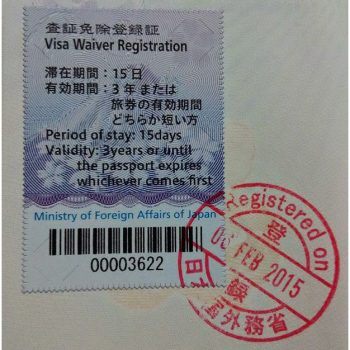 査証免除登録証
Visa Waiver Registration
滞在期間：15日
有効期間：3年または
旅券の有効期間
どちらか短い方
Period of stay: 15days
Validity: 3years or until
the passport expires
whichever comes first
Ministry of Foreign Affairs of Japan
00003622
Registered on
登
FEB 2015
録
外務省